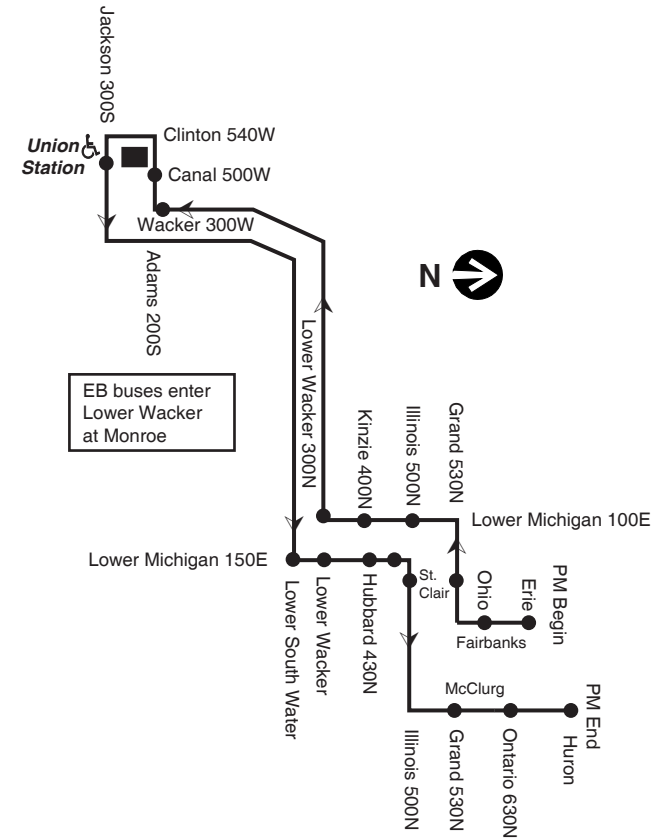 Jackson 300S
Union
Station
Clinton 540W
Canal 500W
Wacker 300W
Adams 200S
N
EB buses enter
Lower Wacker
at Monroe
Lower Wacker 300N
Kinzie 400N
Illinois 500N
Grand 530N
Lower Michigan 100E
Lower Michigan 150E
St.
Clair
Ohio
Erie
PM Begin
Fairbanks
Lower South Water
Lower Wacker
Hubbard 430N
McClurg
PM End
Illinois 500N
Grand 530N
Ontario 630N
Huron